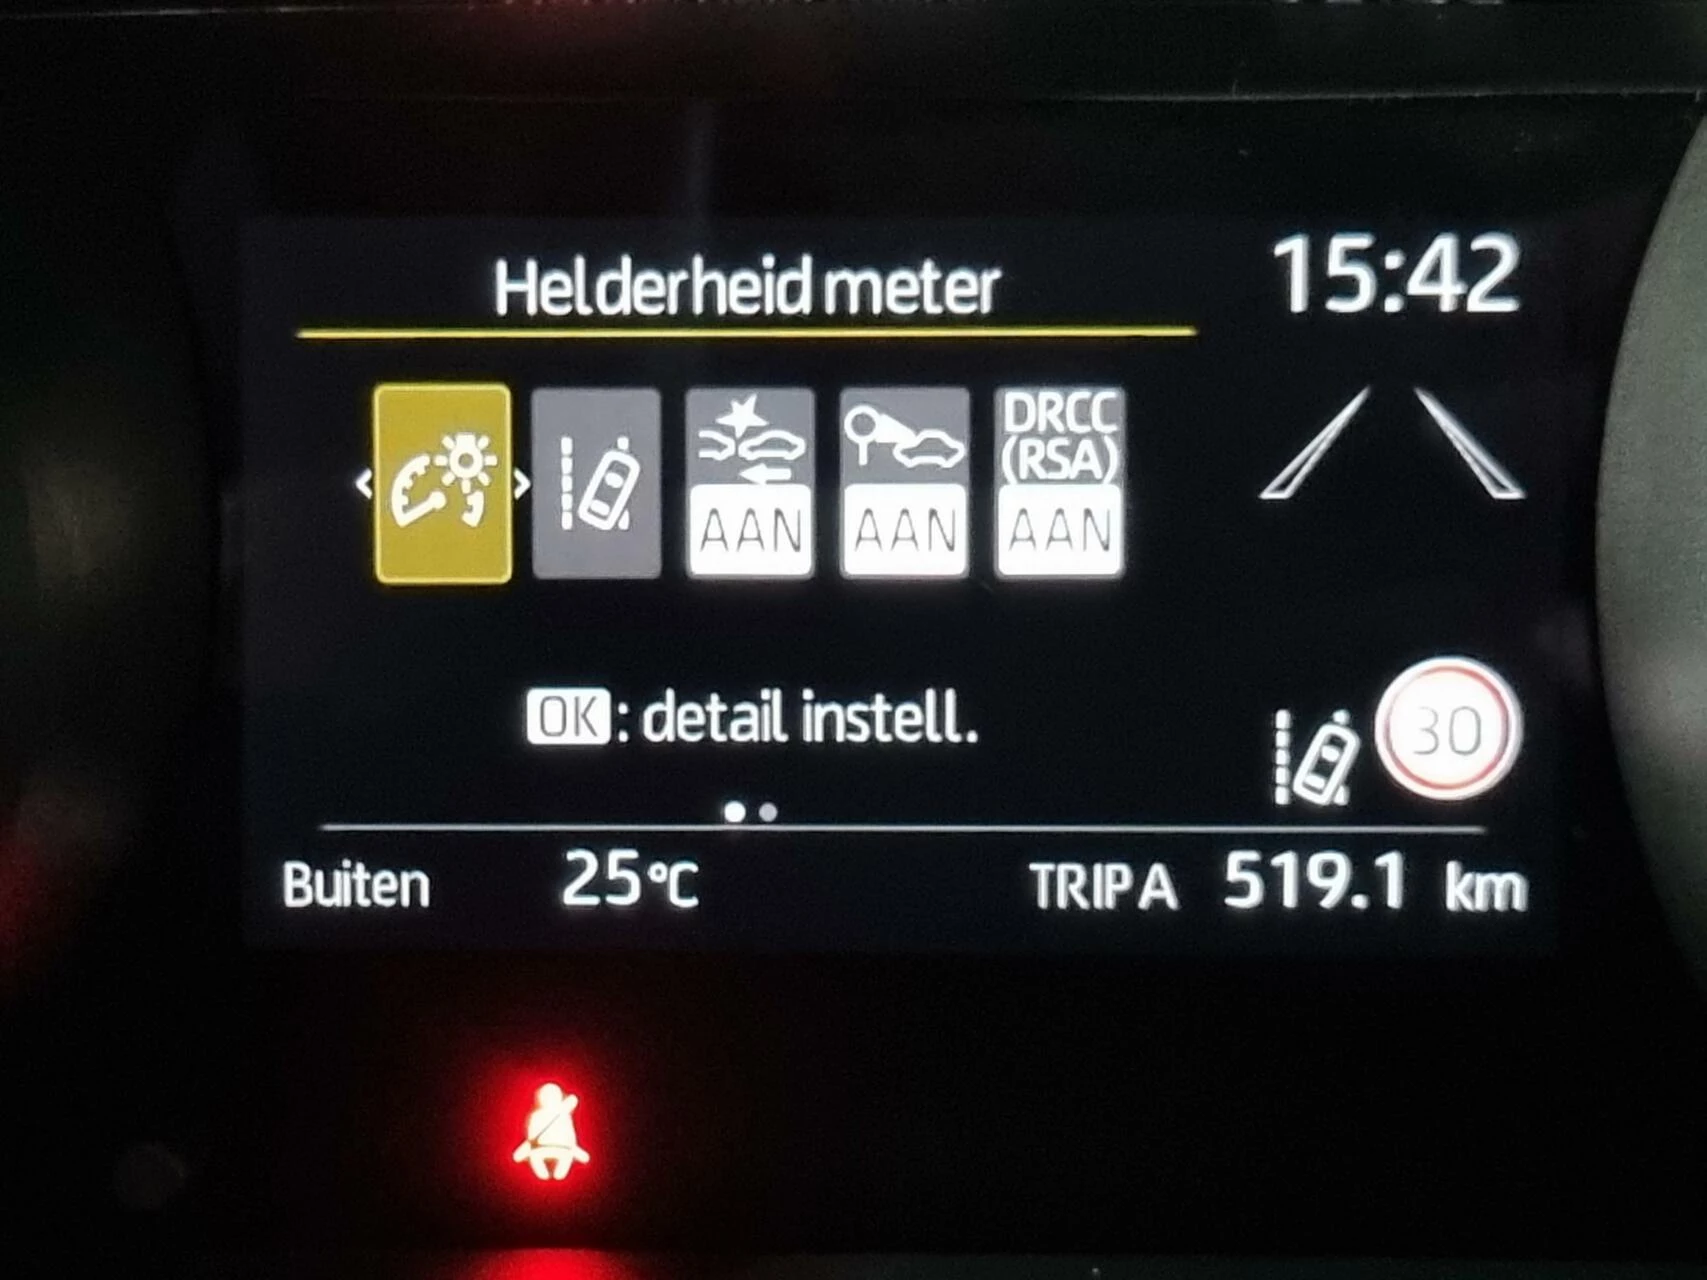 Helderheid meter
15:42
DRCC
(RSA)
AAN AAN AAN
OK : detail instell.
30
Buiten 25°C TRIP A 519.1 km